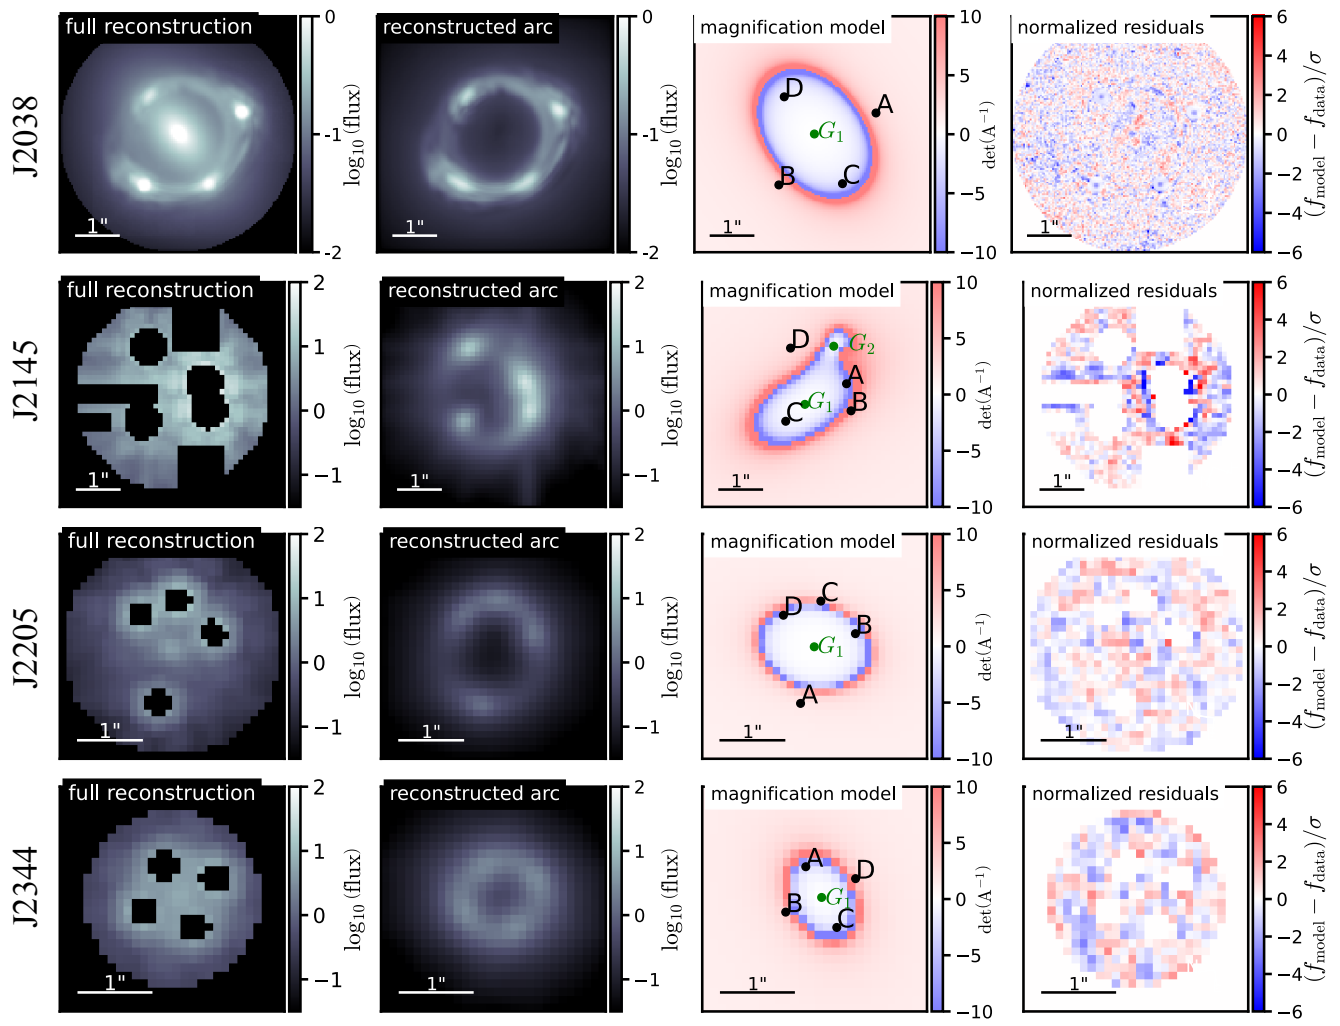 J2038
full reconstruction
1"
0
-1
-2
log₁₀(flux)
reconstructed arc
1"
0
-1
-2
log₁₀(flux)
magnification model
D
A
G₁
B
C
1"
10
5
0
−5
−10
det(A⁻¹)
normalized residuals
1"
6
4
2
0
−2
−4
−6
(f_model − f_data)/σ
J2145
full reconstruction
1"
2
1
0
−1
log₁₀(flux)
reconstructed arc
1"
2
1
0
−1
log₁₀(flux)
magnification model
D
G₂
A
G₁
B
C
1"
10
5
0
−5
−10
det(A⁻¹)
normalized residuals
1"
6
4
2
0
−2
−4
−6
(f_model − f_data)/σ
J2205
full reconstruction
1"
2
1
0
−1
log₁₀(flux)
reconstructed arc
1"
2
1
0
−1
log₁₀(flux)
magnification model
C
D
B
G₁
A
1"
10
5
0
−5
−10
det(A⁻¹)
normalized residuals
1"
6
4
2
0
−2
−4
−6
(f_model − f_data)/σ
J2344
full reconstruction
1"
2
1
0
−1
log₁₀(flux)
reconstructed arc
1"
2
1
0
−1
log₁₀(flux)
magnification model
A
D
G₁
B
C
1"
10
5
0
−5
−10
det(A⁻¹)
normalized residuals
1"
6
4
2
0
−2
−4
−6
(f_model − f_data)/σ